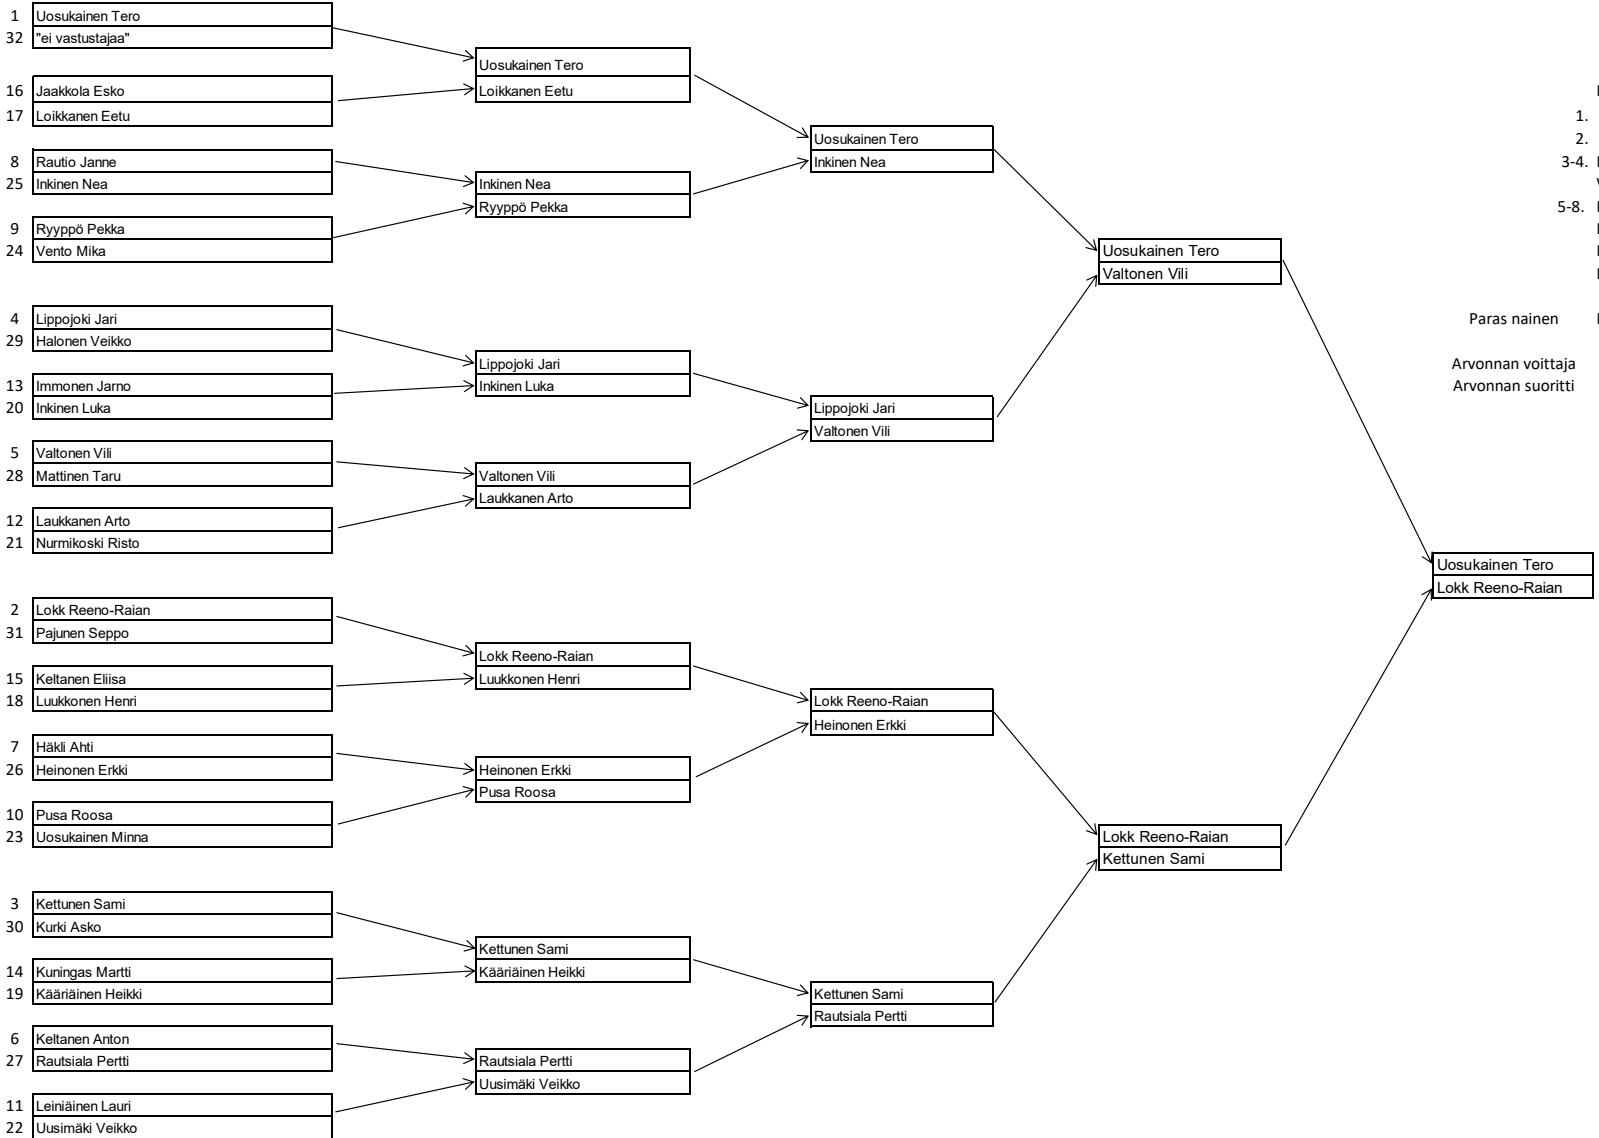 1 Uosukainen Tero
32 "ei vastustajaa"
16 Jaakkola Esko
17 Loikkanen Eetu
8 Rautio Janne
25 Inkinen Nea
9 Ryyppö Pekka
24 Vento Mika
4 Lippojoki Jari
29 Halonen Veikko
13 Immonen Jarno
20 Inkinen Luka
5 Valtonen Vili
28 Mattinen Taru
12 Laukkanen Arto
21 Nurmikoski Risto
2 Lokk Reeno-Raian
31 Pajunen Seppo
15 Keltanen Eliisa
18 Luukkonen Henri
7 Häkli Ahti
26 Heinonen Erkki
10 Pusa Roosa
23 Uosukainen Minna
3 Kettunen Sami
30 Kurki Asko
14 Kuningas Martti
19 Kääriäinen Heikki
6 Keltanen Anton
27 Rautsiala Pertti
11 Leiniäinen Lauri
22 Uusimäki Veikko
Uosukainen Tero
Loikkanen Eetu
Inkinen Nea
Ryyppö Pekka
Lippojoki Jari
Inkinen Luka
Valtonen Vili
Laukkanen Arto
Lokk Reeno-Raian
Luukkonen Henri
Heinonen Erkki
Pusa Roosa
Kettunen Sami
Kääriäinen Heikki
Rautsiala Pertti
Uusimäki Veikko
Uosukainen Tero
Inkinen Nea
Lippojoki Jari
Valtonen Vili
Lokk Reeno-Raian
Heinonen Erkki
Kettunen Sami
Rautsiala Pertti
Uosukainen Tero
Valtonen Vili
Lokk Reeno-Raian
Kettunen Sami
Uosukainen Tero
Lokk Reeno-Raian
1.
2.
3-4.
5-8.
Paras nainen
Arvonnan voittaja
Arvonnan suoritti